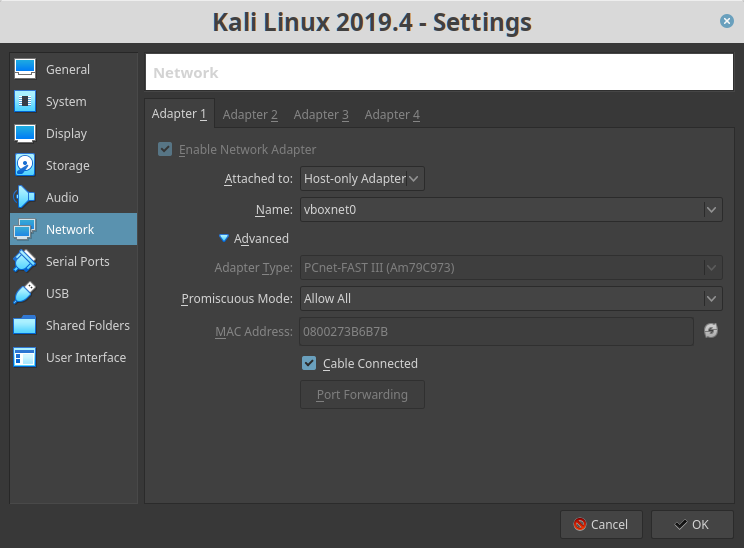 Kali Linux 2019.4 - Settings
General
System
Display
Storage
Audio
Network
Serial Ports
USB
Shared Folders
User Interface
Network
Adapter 1 Adapter 2 Adapter 3 Adapter 4
Enable Network Adapter
Attached to: Host-only Adapter
Name: vboxnet0
Advanced
Adapter Type: PCnet-FAST III (Am79C973)
Promiscuous Mode: Allow All
MAC Address: 0800273B6B7B
Cable Connected
Port Forwarding
Cancel OK